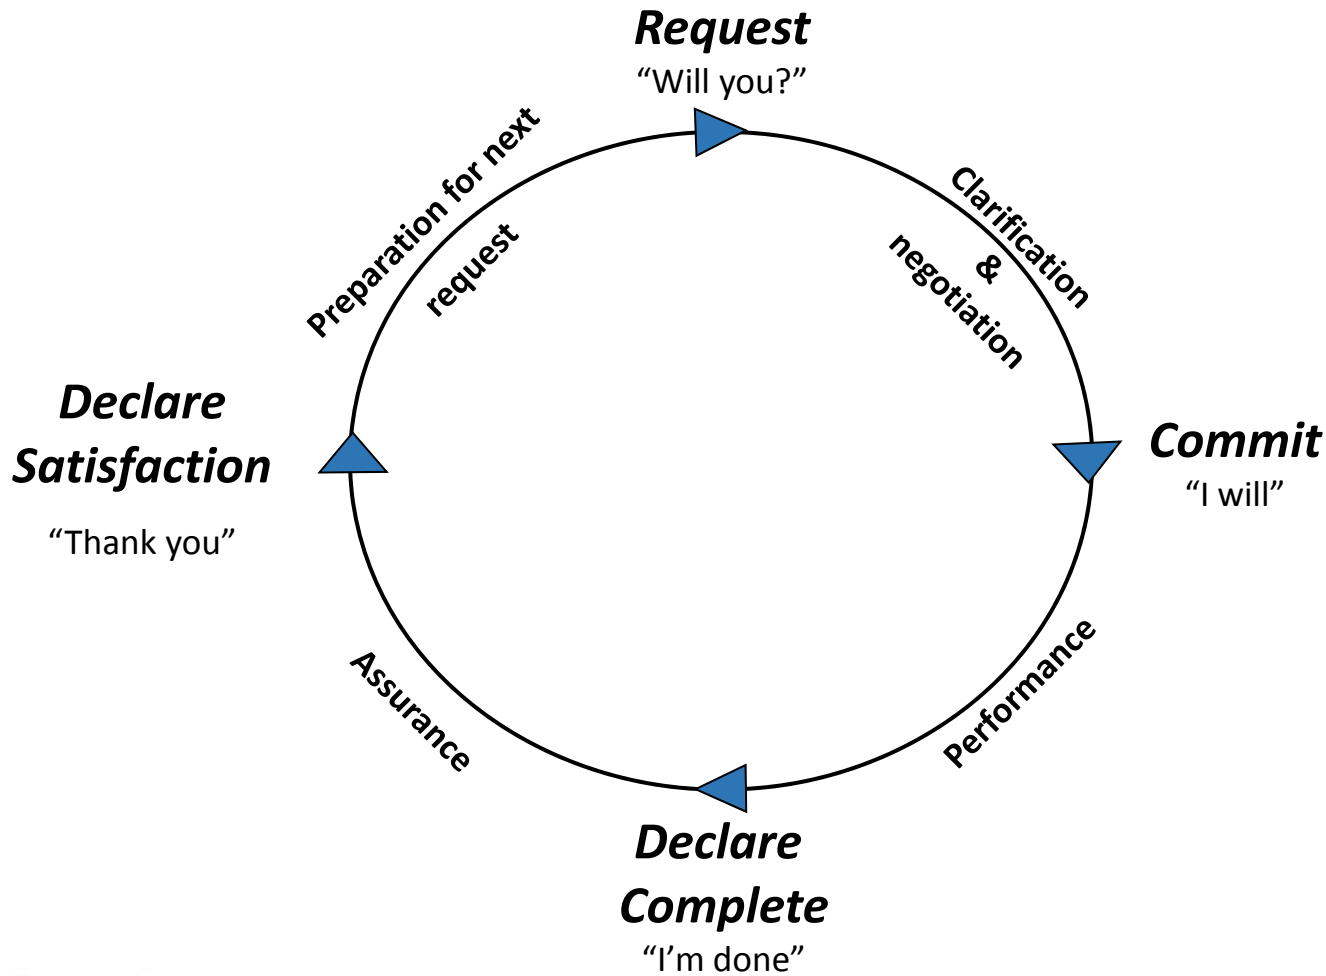 Request
“Will you?”
Preparation for next
request
Clarification
&
negotiation
Declare
Satisfaction
“Thank you”
Commit
“I will”
Assurance
Performance
Declare
Complete
“I’m done”